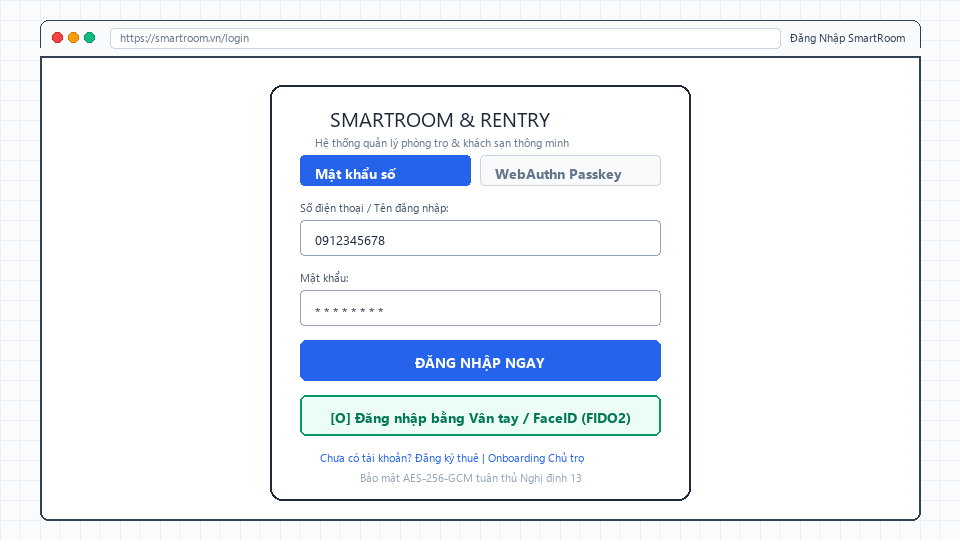 https://smartroom.vn/login
Đăng Nhập SmartRoom
SMARTROOM & RENTRY
Hệ thống quản lý phòng trọ & khách sạn thông minh
Mật khẩu số
WebAuthn Passkey
Số điện thoại / Tên đăng nhập:
0912345678
Mật khẩu:
* * * * * * * *
ĐĂNG NHẬP NGAY
[O] Đăng nhập bằng Vân tay / FaceID (FIDO2)
Chưa có tài khoản? Đăng ký thuê | Onboarding Chủ trọ
Bảo mật AES-256-GCM tuân thủ Nghị định 13